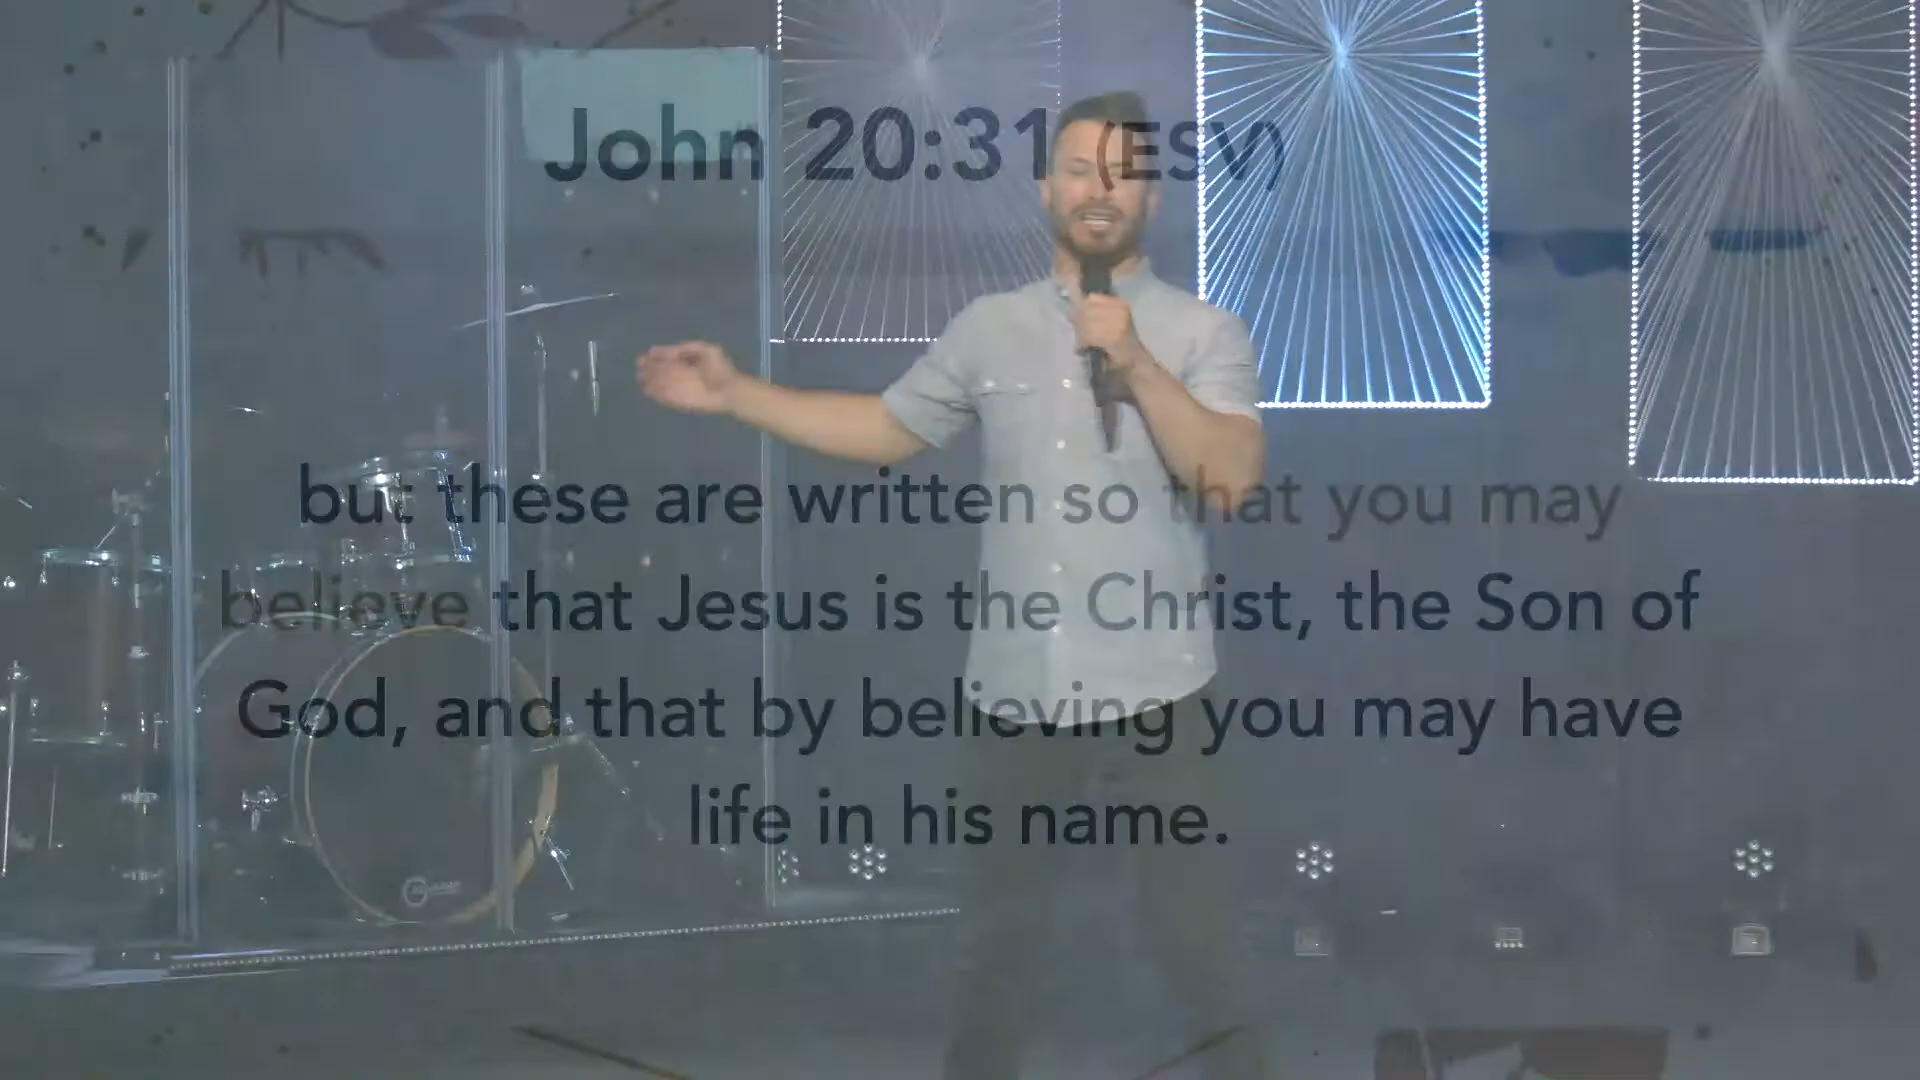 John 20:31 (ESV)
but these are written so that you may
believe that Jesus is the Christ, the Son of
God, and that by believing you may have
life in his name.